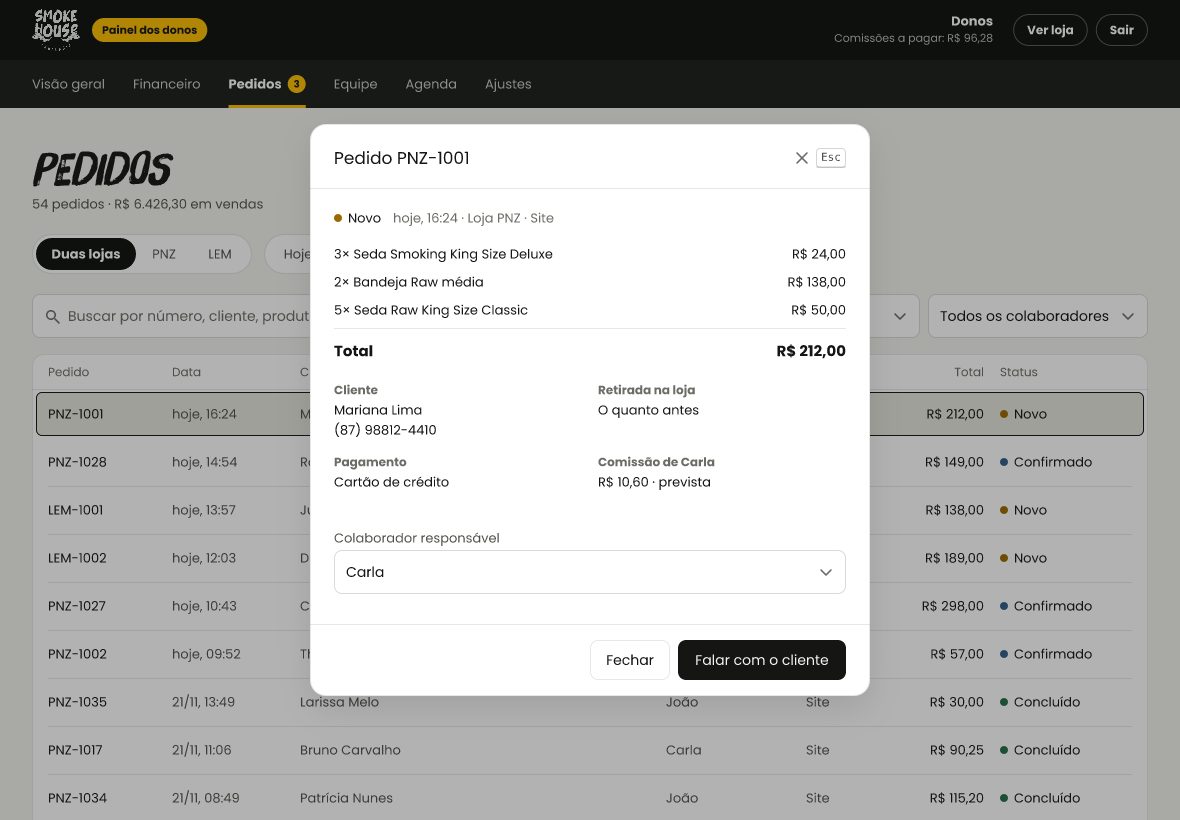 SMOKE
HOUSE
Painel dos donos
Donos
Comissões a pagar: R$ 96,28
Ver loja
Sair
Visão geral
Financeiro
Pedidos 3
Equipe
Agenda
Ajustes
PEDIDOS
54 pedidos · R$ 6.426,30 em vendas
Duas lojas
PNZ
LEM
Hoje
Buscar por número, cliente, produt
Todos os colaboradores
Pedido Data C Total Status
PNZ-1001 hoje, 16:24 M R$ 212,00 Novo
PNZ-1028 hoje, 14:54 R$ 149,00 Confirmado
LEM-1001 hoje, 13:57 R$ 138,00 Novo
LEM-1002 hoje, 12:03 D R$ 189,00 Novo
PNZ-1027 hoje, 10:43 C R$ 298,00 Confirmado
PNZ-1002 hoje, 09:52 R$ 57,00 Confirmado
PNZ-1035 21/11, 13:49 Larissa Melo João Site R$ 30,00 Concluído
PNZ-1017 21/11, 11:06 Bruno Carvalho Carla Site R$ 90,25 Concluído
PNZ-1034 21/11, 08:49 Patrícia Nunes João Site R$ 115,20 Concluído
Pedido PNZ-1001
Esc
Novo hoje, 16:24 · Loja PNZ · Site
3× Seda Smoking King Size Deluxe R$ 24,00
2× Bandeja Raw média R$ 138,00
5× Seda Raw King Size Classic R$ 50,00
Total R$ 212,00
Cliente
Mariana Lima
(87) 98812-4410
Retirada na loja
O quanto antes
Pagamento
Cartão de crédito
Comissão de Carla
R$ 10,60 · prevista
Colaborador responsável
Carla
Fechar
Falar com o cliente